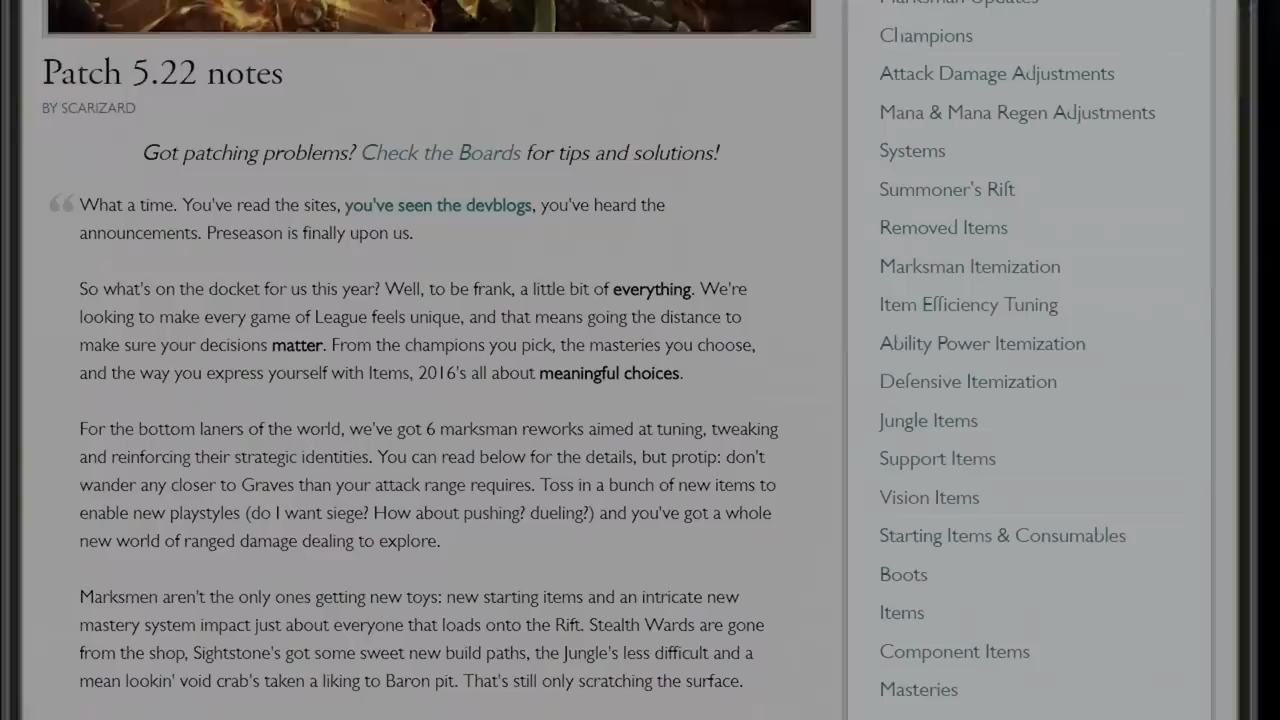 Patch 5.22 notes
BY SCARIZARD
Got patching problems? Check the Boards for tips and solutions!
What a time. You've read the sites, you've seen the devblogs, you've heard the
announcements. Preseason is finally upon us.
So what's on the docket for us this year? Well, to be frank, a little bit of everything. We're
looking to make every game of League feels unique, and that means going the distance to
make sure your decisions matter. From the champions you pick, the masteries you choose,
and the way you express yourself with Items, 2016's all about meaningful choices.
For the bottom laners of the world, we've got 6 marksman reworks aimed at tuning, tweaking
and reinforcing their strategic identities. You can read below for the details, but protip: don't
wander any closer to Graves than your attack range requires. Toss in a bunch of new items to
enable new playstyles (do I want siege? How about pushing? dueling?) and you've got a whole
new world of ranged damage dealing to explore.
Marksmen aren't the only ones getting new toys: new starting items and an intricate new
mastery system impact just about everyone that loads onto the Rift. Stealth Wards are gone
from the shop, Sightstone's got some sweet new build paths, the Jungle's less difficult and a
mean lookin' void crab's taken a liking to Baron pit. That's still only scratching the surface.
Marksman Updates
Champions
Attack Damage Adjustments
Mana & Mana Regen Adjustments
Systems
Summoner's Rift
Removed Items
Marksman Itemization
Item Efficiency Tuning
Ability Power Itemization
Defensive Itemization
Jungle Items
Support Items
Vision Items
Starting Items & Consumables
Boots
Items
Component Items
Masteries